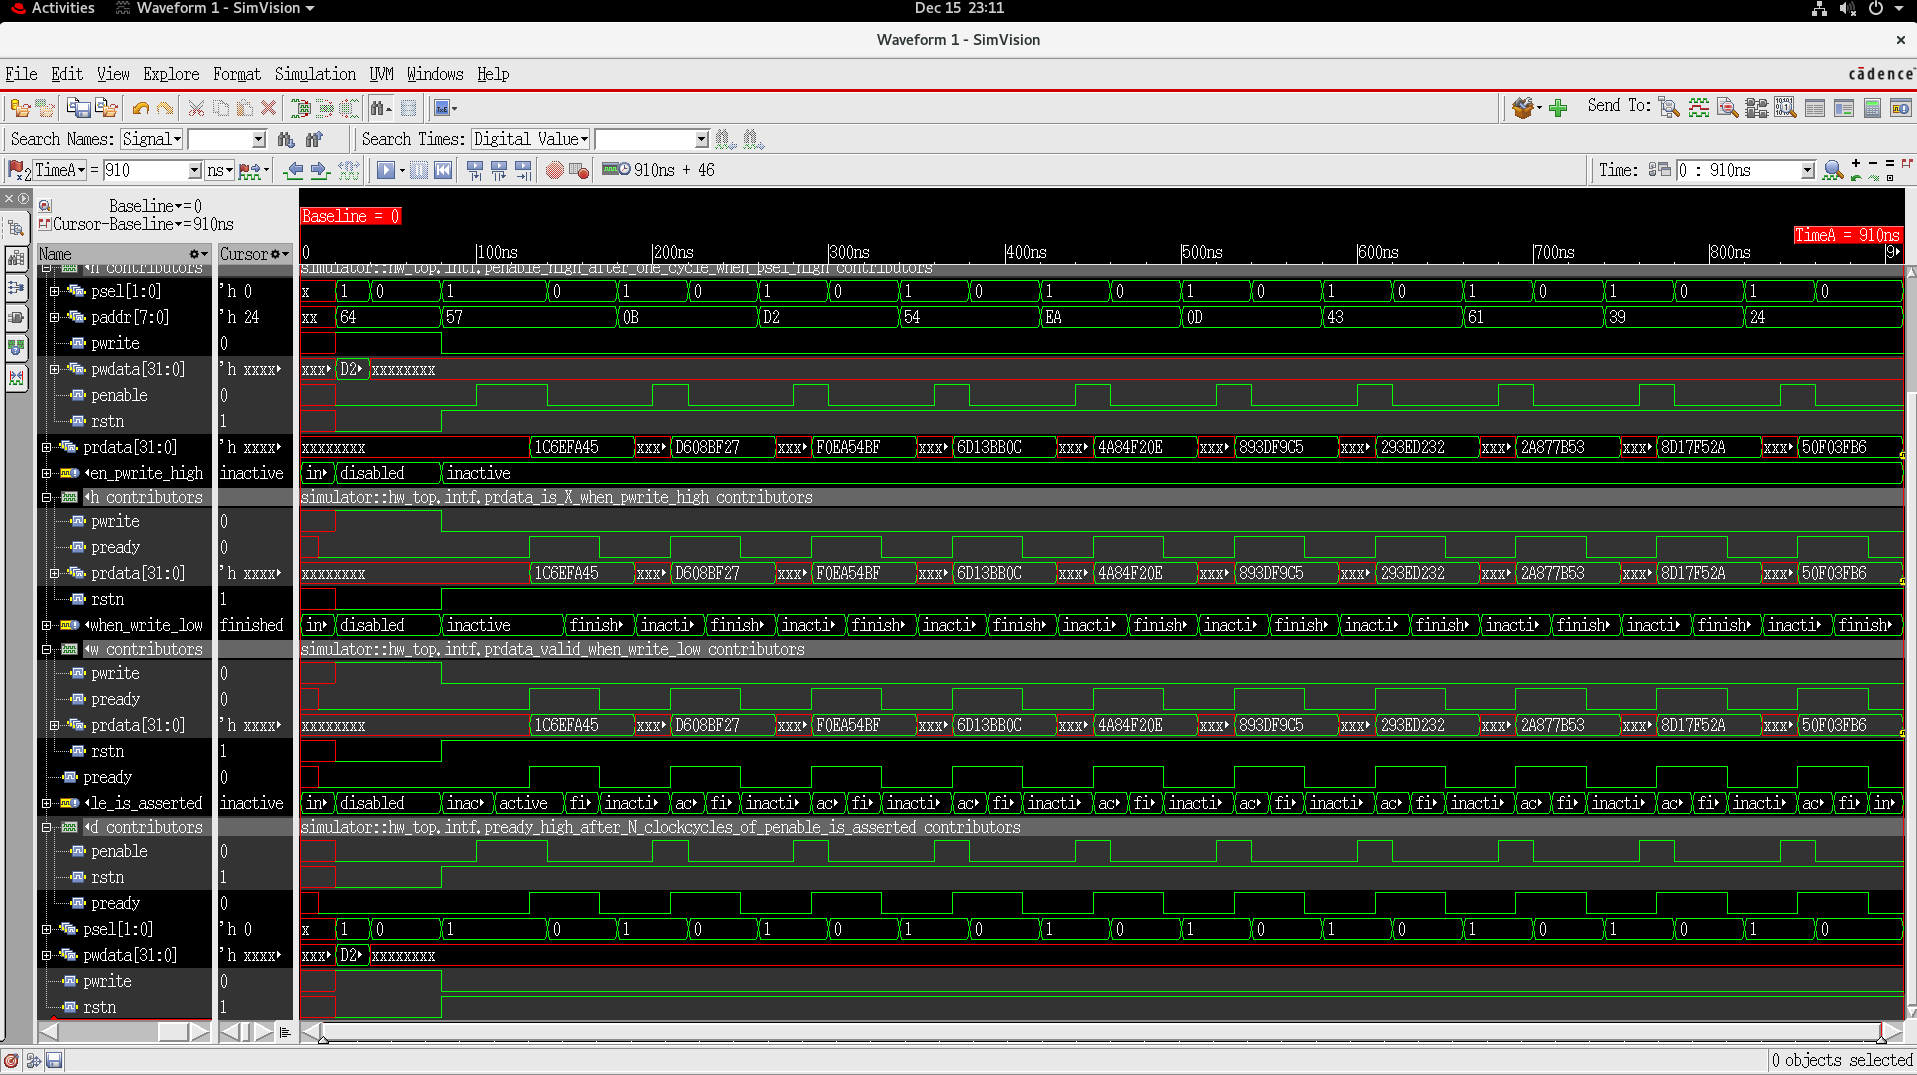 Activities Waveform 1 - SimVision Dec 15 23:11
Waveform 1 - SimVision
File Edit View Explore Format Simulation UVM Windows Help cādence
Send To:
Search Names: Signal Search Times: Digital Value
TimeA = 910 ns 910ns + 46 Time: 0 : 910ns
Baseline = 0
Cursor-Baseline = 910ns
Baseline = 0
TimeA = 910ns
Name Cursor 0 100ns 200ns 300ns 400ns 500ns 600ns 700ns 800ns 9
h contributors simulator::hw_top.intf.penable_high_after_one_cycle_when_psel_high contributors
psel[1:0] 'h 0 x 1 0 1 0 1 0 1 0 1 0 1 0 1 0 1 0 1 0 1 0 1 0
paddr[7:0] 'h 24 xx 64 57 0B D2 54 EA 0D 43 61 39 24
pwrite 0
pwdata[31:0] 'h xxxx xxx D2 xxxxxxxx
penable 0
rstn 1
prdata[31:0] 'h xxxx xxxxxxxx 1C6EFA45 xxx D608BF27 xxx F0EA54BF xxx 6D13BB0C xxx 4A84F20E xxx 893DF9C5 xxx 293ED232 xxx 2A877B53 xxx 8D17F52A xxx 50F03FB6
en_pwrite_high inactive in disabled inactive
h contributors simulator::hw_top.intf.prdata_is_X_when_pwrite_high contributors
pwrite 0
pready 0
prdata[31:0] 'h xxxx xxxxxxxx 1C6EFA45 xxx D608BF27 xxx F0EA54BF xxx 6D13BB0C xxx 4A84F20E xxx 893DF9C5 xxx 293ED232 xxx 2A877B53 xxx 8D17F52A xxx 50F03FB6
rstn 1
when_write_low finished in disabled inactive finish inacti finish inacti finish inacti finish inacti finish inacti finish inacti finish inacti finish inacti finish inacti finish
w contributors simulator::hw_top.intf.prdata_valid_when_write_low contributors
pwrite 0
pready 0
prdata[31:0] 'h xxxx xxxxxxxx 1C6EFA45 xxx D608BF27 xxx F0EA54BF xxx 6D13BB0C xxx 4A84F20E xxx 893DF9C5 xxx 293ED232 xxx 2A877B53 xxx 8D17F52A xxx 50F03FB6
rstn 1
pready 0
le_is_asserted inactive in disabled inac active fi inacti ac fi inacti ac fi inacti ac fi inacti ac fi inacti ac fi inacti ac fi inacti ac fi inacti ac fi inacti ac fi in
d contributors simulator::hw_top.intf.pready_high_after_N_clockcycles_of_penable_is_asserted contributors
penable 0
rstn 1
pready 0
psel[1:0] 'h 0 x 1 0 1 0 1 0 1 0 1 0 1 0 1 0 1 0 1 0 1 0 1 0
pwdata[31:0] 'h xxxx xxx D2 xxxxxxxx
pwrite 0
rstn 1
0 objects selected